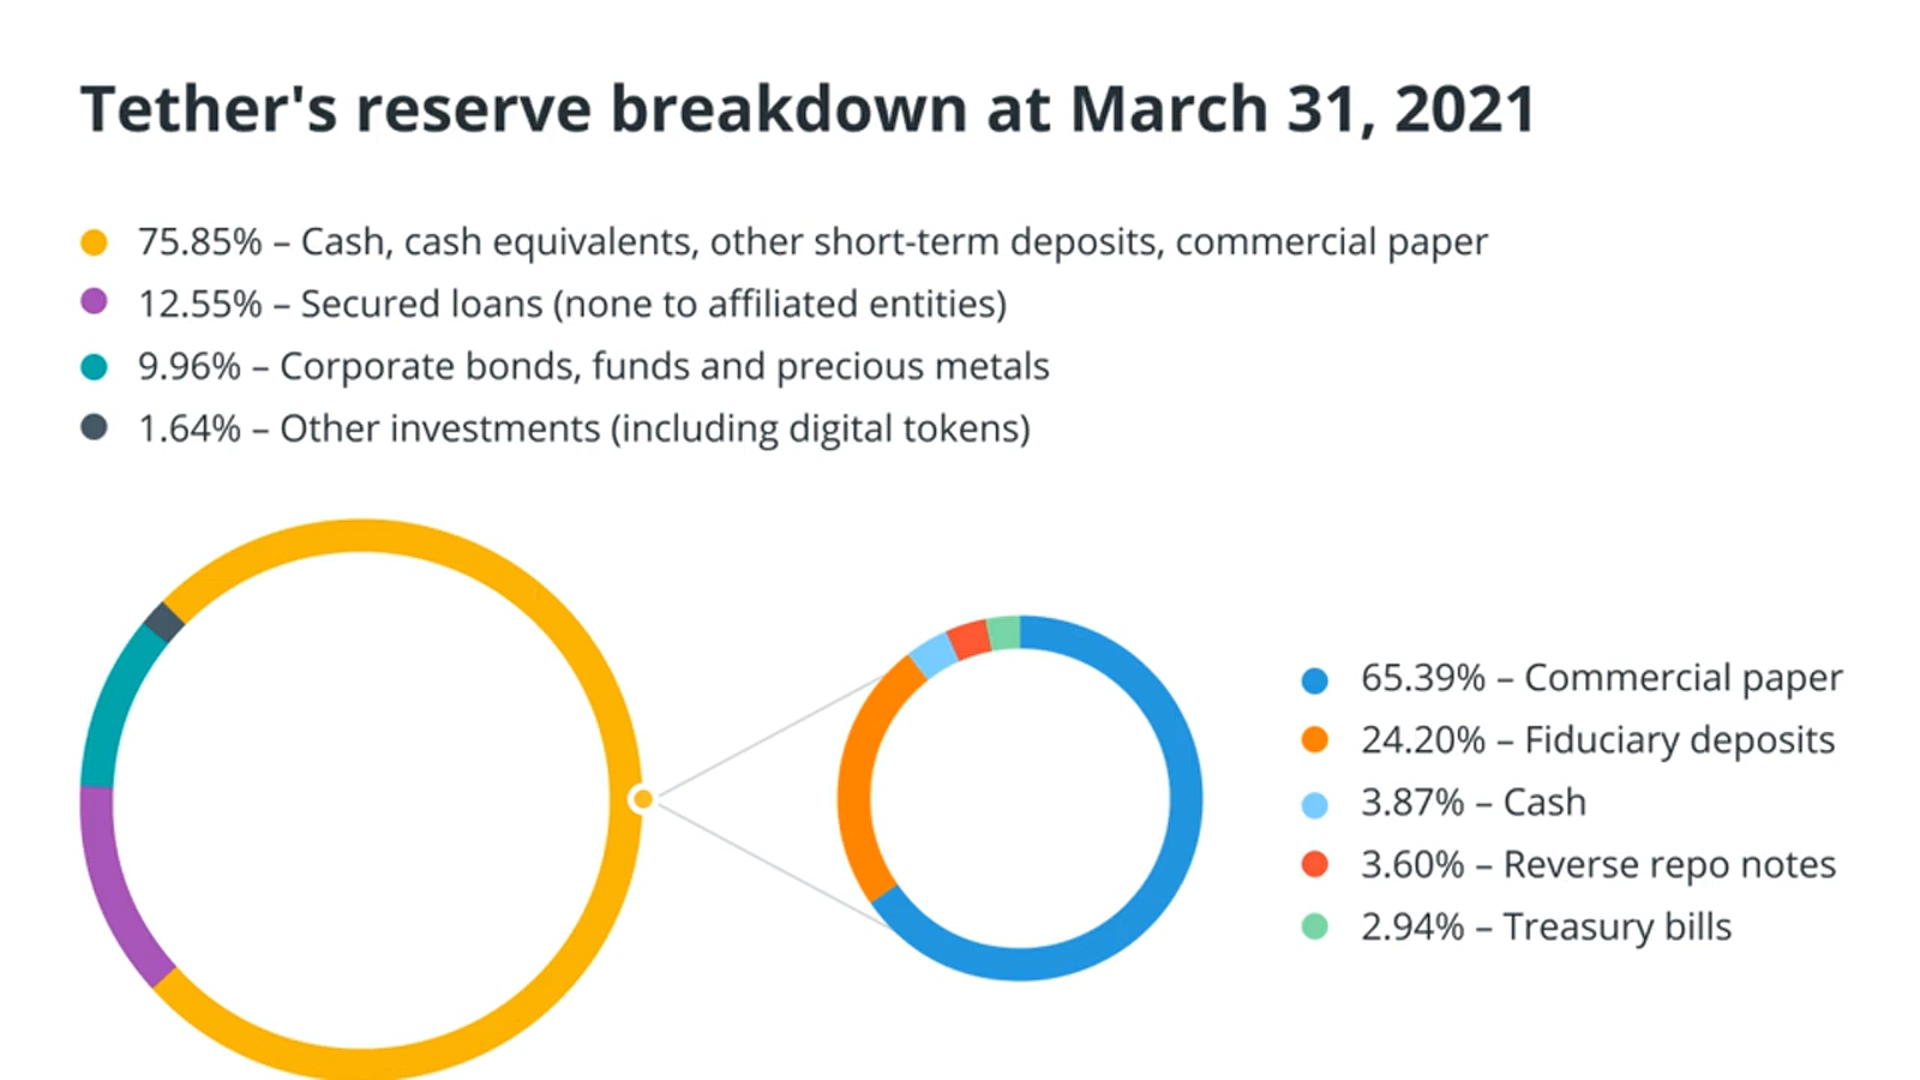 Tether's reserve breakdown at March 31, 2021
75.85% – Cash, cash equivalents, other short-term deposits, commercial paper
12.55% – Secured loans (none to affiliated entities)
9.96% – Corporate bonds, funds and precious metals
1.64% – Other investments (including digital tokens)
65.39% – Commercial paper
24.20% – Fiduciary deposits
3.87% – Cash
3.60% – Reverse repo notes
2.94% – Treasury bills